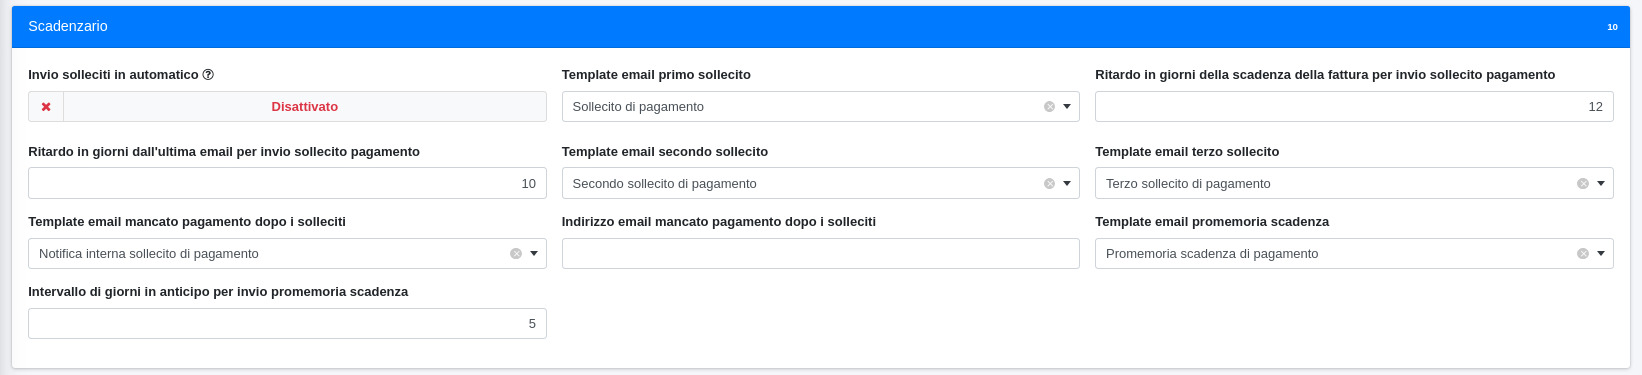 Scadenzario 10
Invio solleciti in automatico
Template email primo sollecito
Ritardo in giorni della scadenza della fattura per invio sollecito pagamento
Disattivato
Sollecito di pagamento
12
Ritardo in giorni dall'ultima email per invio sollecito pagamento
Template email secondo sollecito
Template email terzo sollecito
10
Secondo sollecito di pagamento
Terzo sollecito di pagamento
Template email mancato pagamento dopo i solleciti
Indirizzo email mancato pagamento dopo i solleciti
Template email promemoria scadenza
Notifica interna sollecito di pagamento
Promemoria scadenza di pagamento
Intervallo di giorni in anticipo per invio promemoria scadenza
5